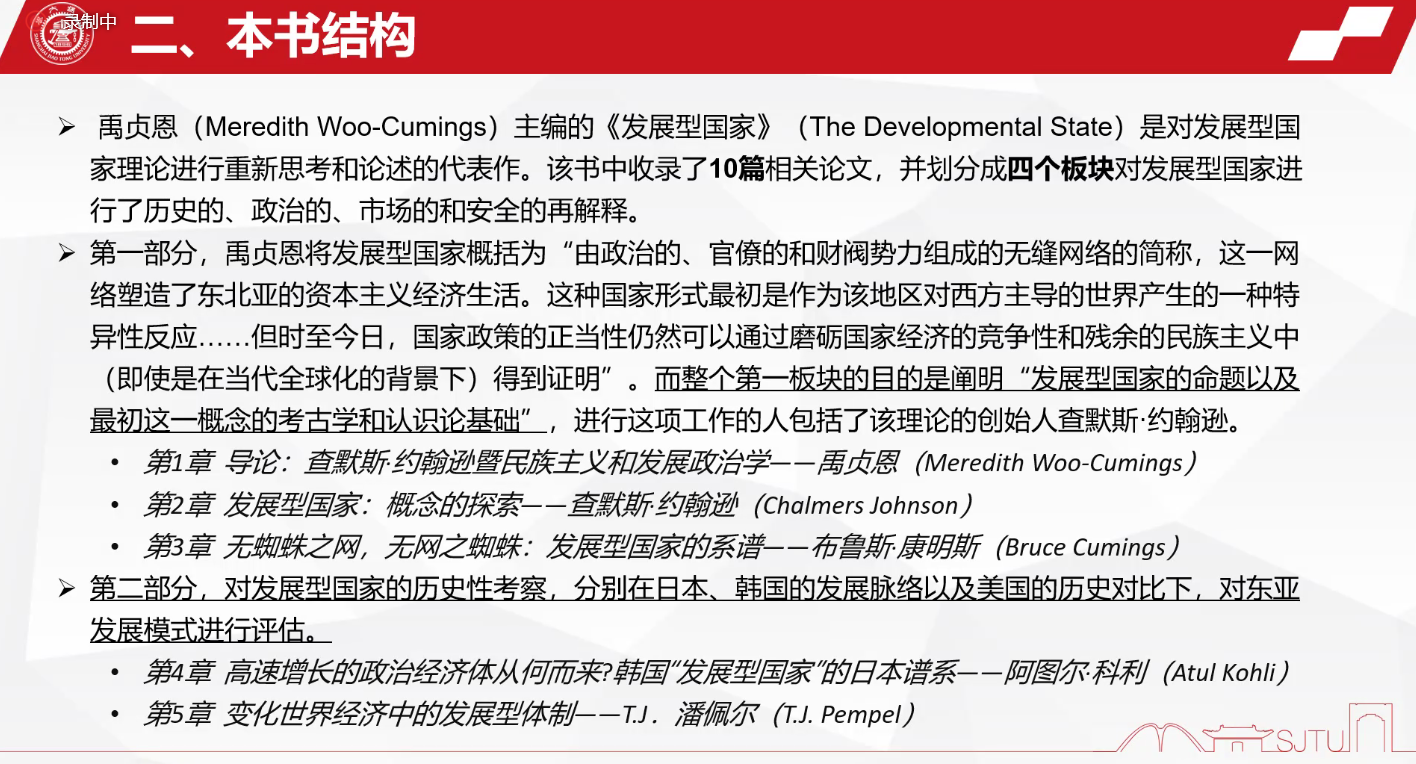 录制中
二、本书结构
➢ 禹贞恩（Meredith Woo-Cumings）主编的《发展型国家》（The Developmental State）是对发展型国
家理论进行重新思考和论述的代表作。该书中收录了10篇相关论文，并划分成四个板块对发展型国家进
行了历史的、政治的、市场的和安全的再解释。
➢ 第一部分，禹贞恩将发展型国家概括为“由政治的、官僚的和财阀势力组成的无缝网络的简称，这一网
络塑造了东北亚的资本主义经济生活。这种国家形式最初是作为该地区对西方主导的世界产生的一种特
异性反应……但时至今日，国家政策的正当性仍然可以通过磨砺国家经济的竞争性和残余的民族主义中
（即使是在当代全球化的背景下）得到证明”。而整个第一板块的目的是阐明“发展型国家的命题以及
最初这一概念的考古学和认识论基础”，进行这项工作的人包括了该理论的创始人查默斯·约翰逊。
• 第1章 导论：查默斯·约翰逊暨民族主义和发展政治学——禹贞恩（Meredith Woo-Cumings）
• 第2章 发展型国家：概念的探索——查默斯·约翰逊（Chalmers Johnson）
• 第3章 无蜘蛛之网，无网之蜘蛛：发展型国家的系谱——布鲁斯·康明斯（Bruce Cumings）
➢ 第二部分，对发展型国家的历史性考察，分别在日本、韩国的发展脉络以及美国的历史对比下，对东亚
发展模式进行评估。
• 第4章 高速增长的政治经济体从何而来?韩国“发展型国家”的日本谱系——阿图尔·科利（Atul Kohli）
• 第5章 变化世界经济中的发展型体制——T.J．潘佩尔（T.J. Pempel）
SJTU